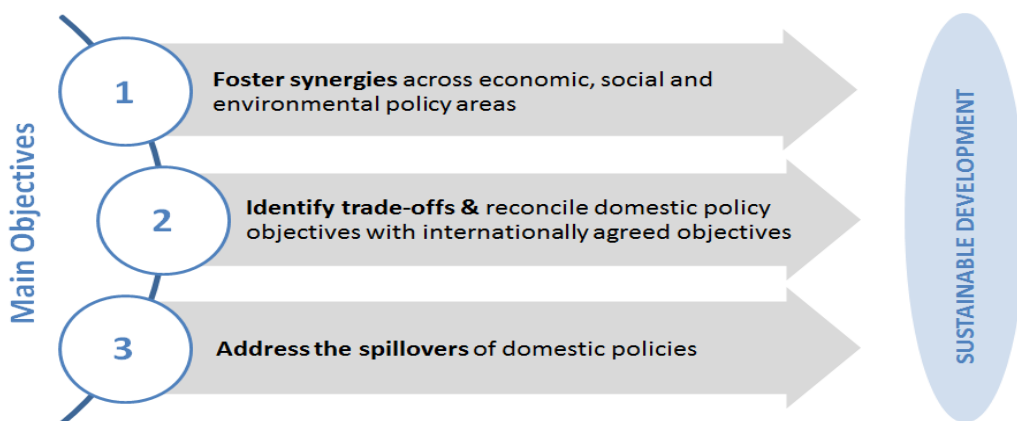 Main Objectives
1
Foster synergies across economic, social and
environmental policy areas
2
Identify trade-offs & reconcile domestic policy
objectives with internationally agreed objectives
3
Address the spillovers of domestic policies
SUSTAINABLE DEVELOPMENT